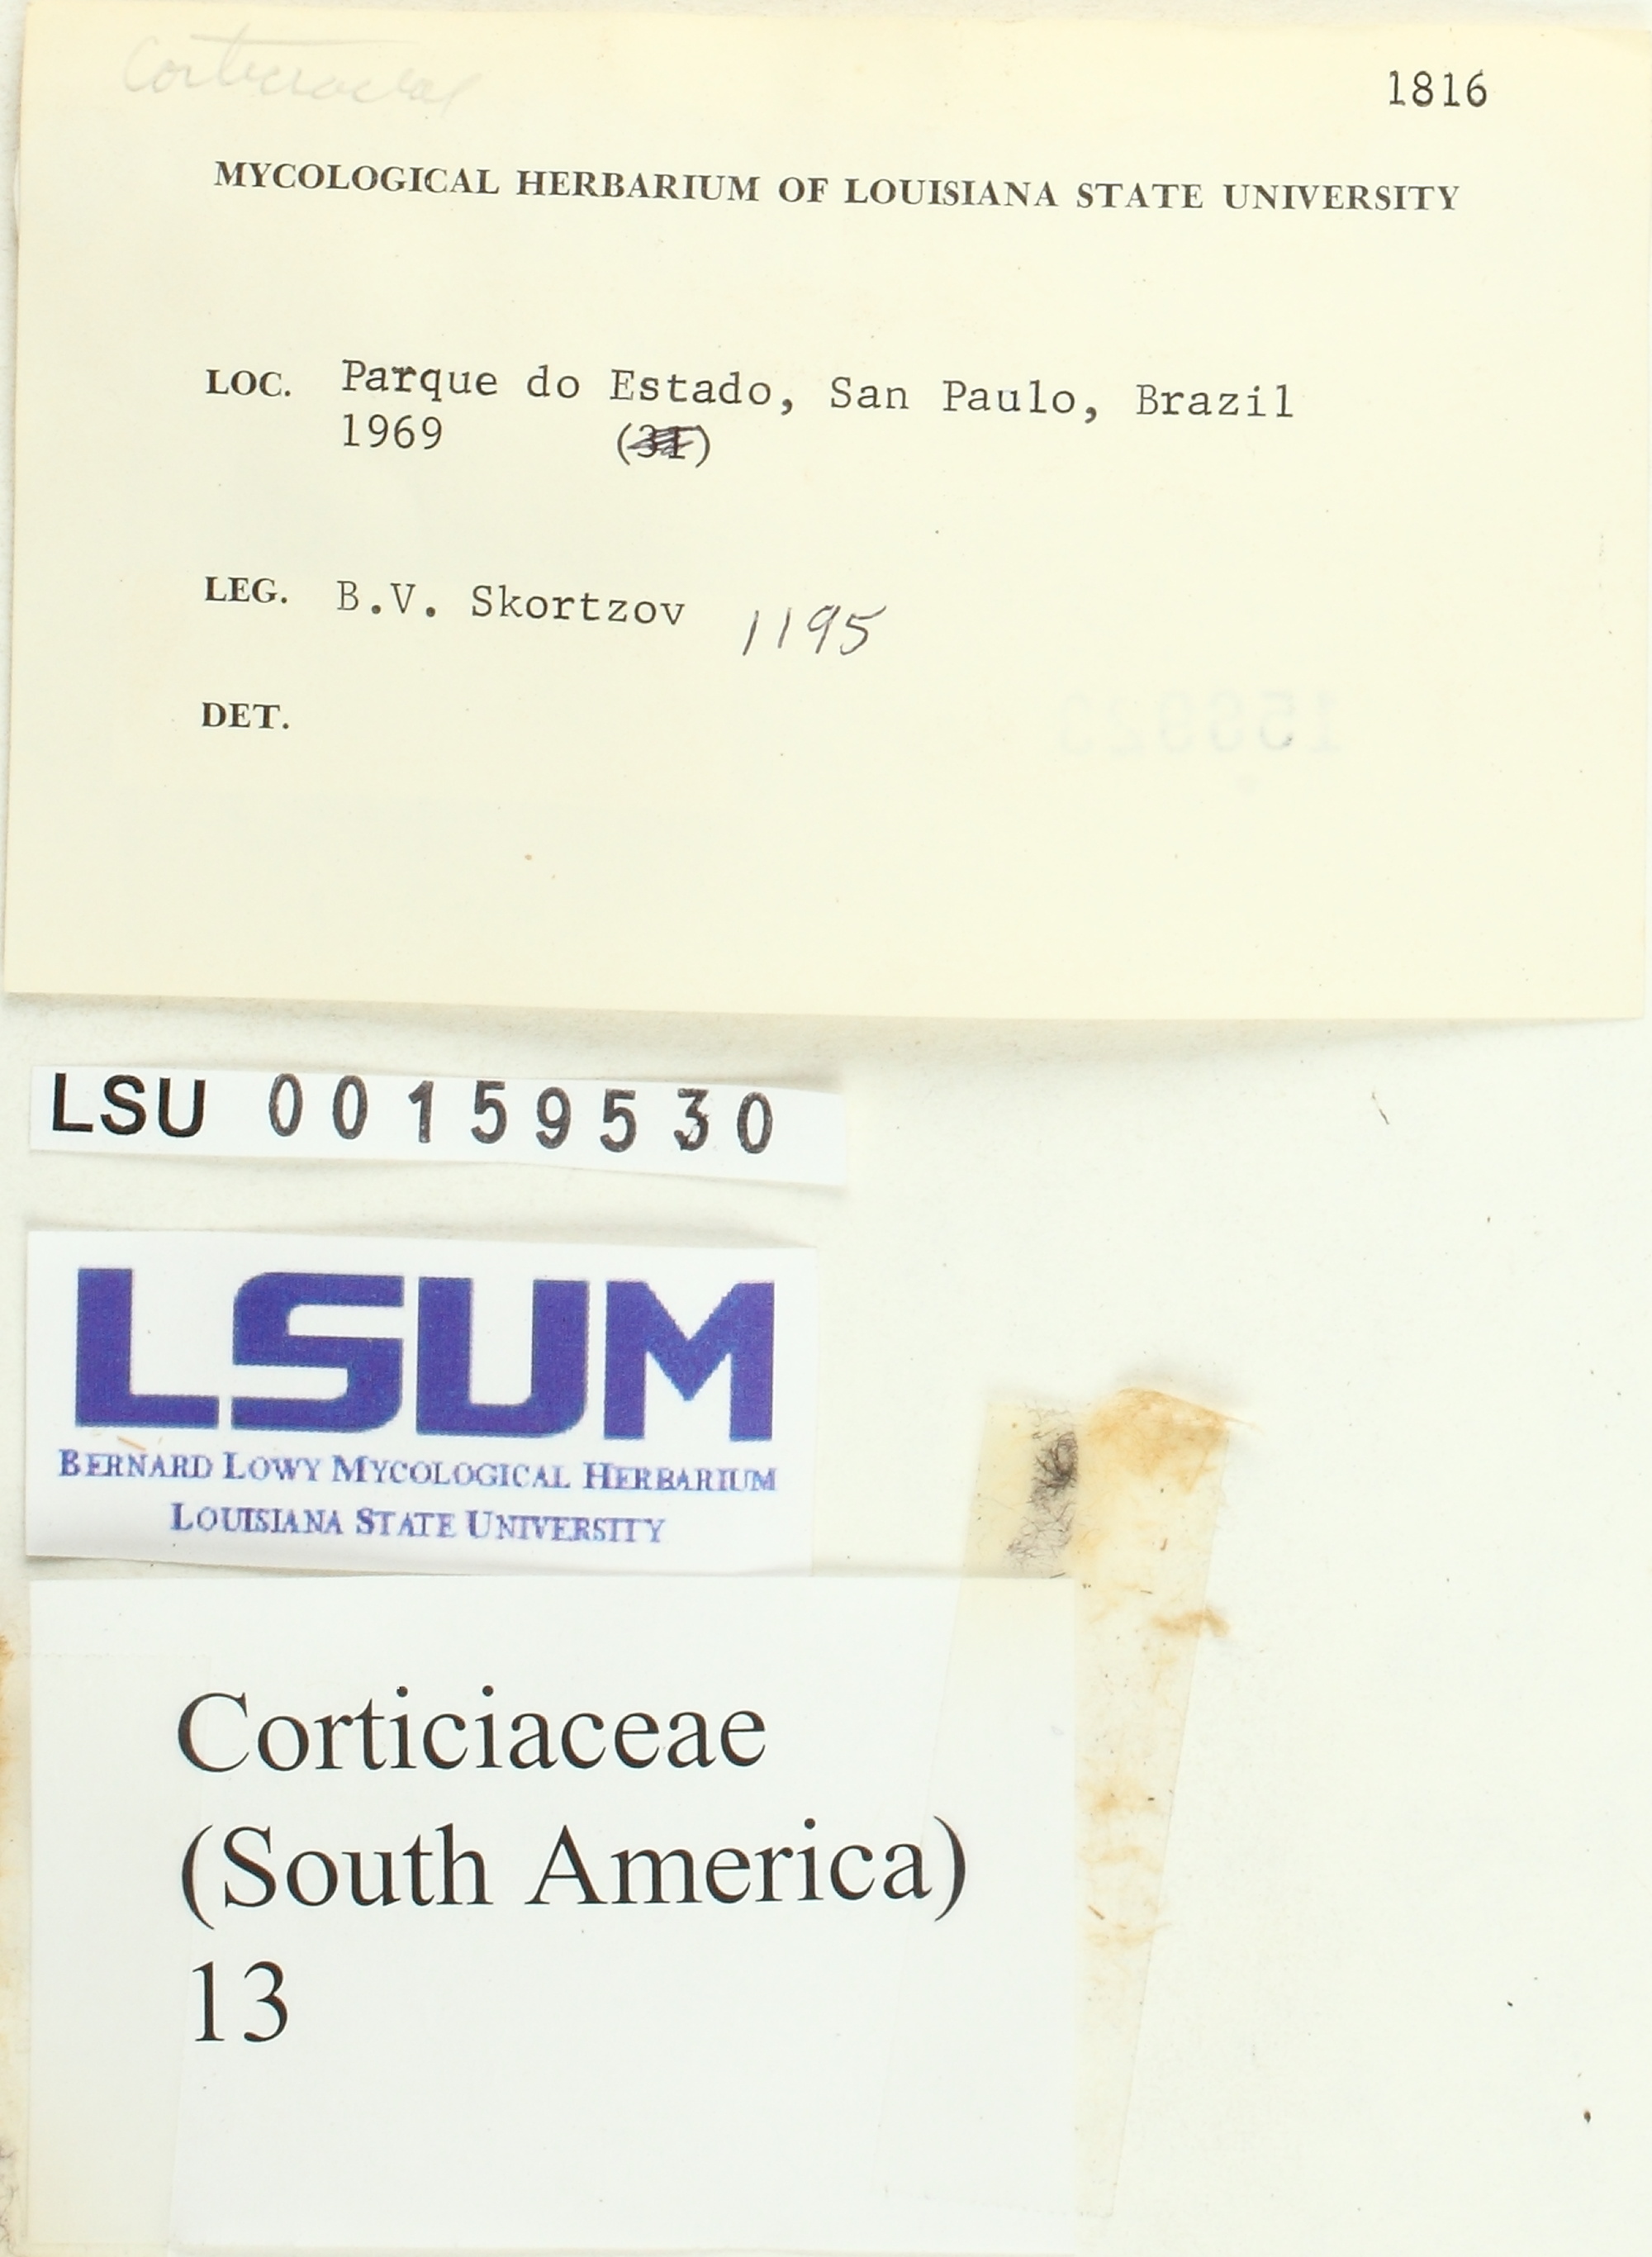 Corticiaceae
1816
MYCOLOGICAL HERBARIUM OF LOUISIANA STATE UNIVERSITY
LOC. Parque do Estado, San Paulo, Brazil
1969 (31)
LEG. B.V. Skortzov 1195
DET.
LSU 00159530
LSUM
BERNARD LOWY MYCOLOGICAL HERBARIUM
LOUISIANA STATE UNIVERSITY
Corticiaceae
(South America)
13